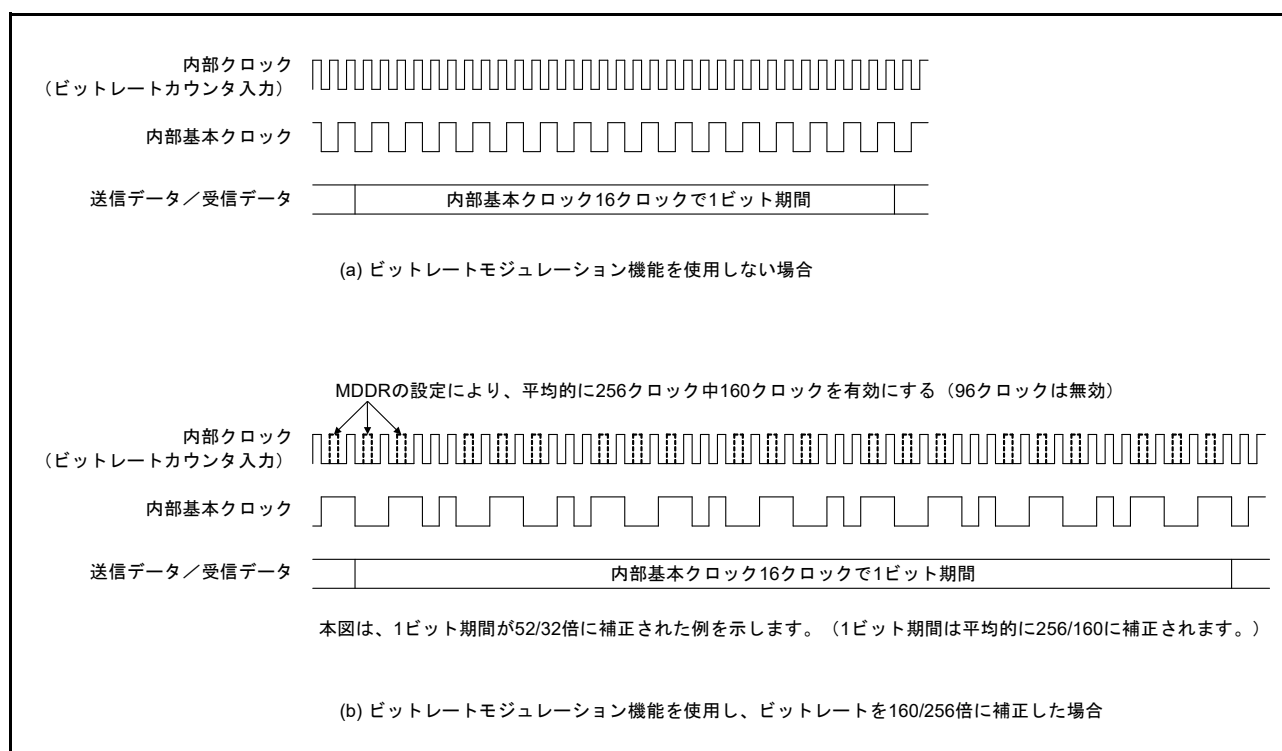 内部クロック
（ビットレートカウンタ入力）
内部基本クロック
送信データ／受信データ
内部基本クロック16クロックで1ビット期間
(a) ビットレートモジュレーション機能を使用しない場合
MDDRの設定により、平均的に256クロック中160クロックを有効にする（96クロックは無効）
内部クロック
（ビットレートカウンタ入力）
内部基本クロック
送信データ／受信データ
内部基本クロック16クロックで1ビット期間
本図は、1ビット期間が52/32倍に補正された例を示します。（1ビット期間は平均的に256/160に補正されます。）
(b) ビットレートモジュレーション機能を使用し、ビットレートを160/256倍に補正した場合